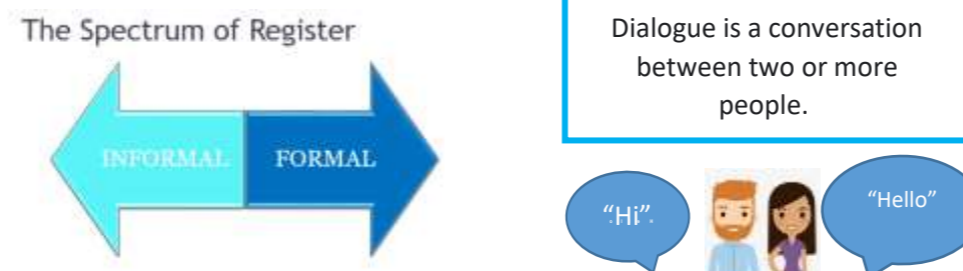 The Spectrum of Register
INFORMAL FORMAL
Dialogue is a conversation
between two or more
people.
“Hi”.
“Hello”